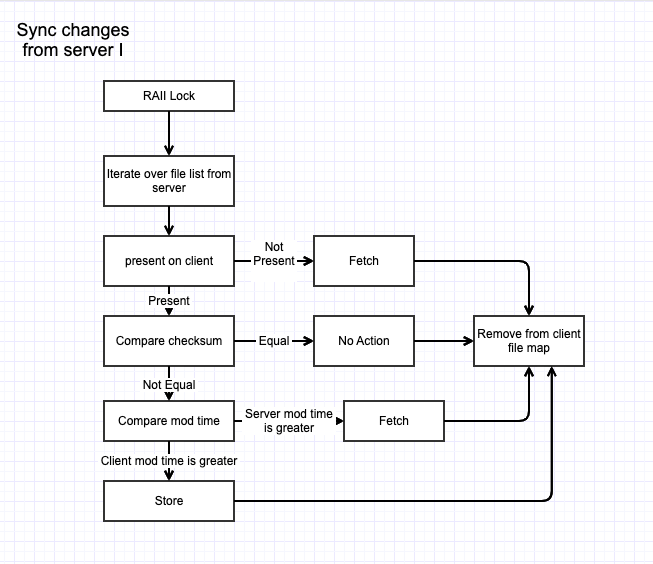 Sync changes
from server I
RAII Lock
Iterate over file list from
server
present on client
Not
Present
Fetch
Present
Compare checksum
Equal
No Action
Remove from client
file map
Not Equal
Compare mod time
Server mod time
is greater
Fetch
Client mod time is greater
Store